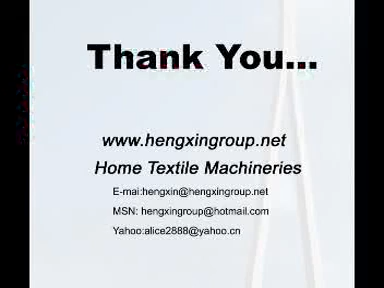 Thank You...
www.hengxingroup.net
Home Textile Machineries
E-mai:hengxin@hengxingroup.net
MSN: hengxingroup@hotmail.com
Yahoo:alice2888@yahoo.cn